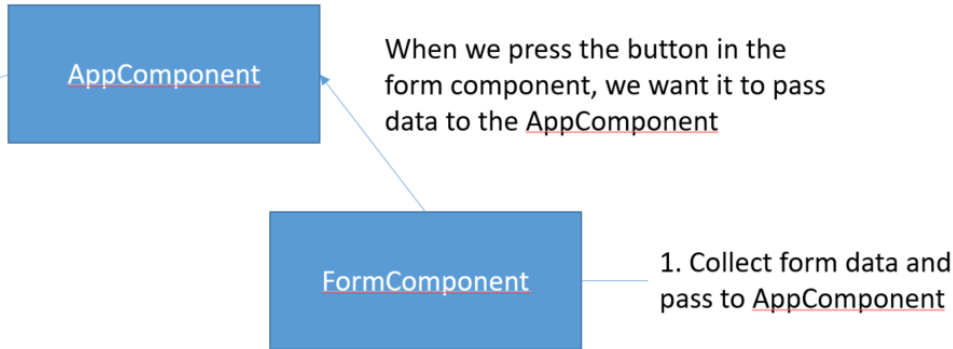 AppComponent
When we press the button in the
form component, we want it to pass
data to the AppComponent
FormComponent
1. Collect form data and
pass to AppComponent